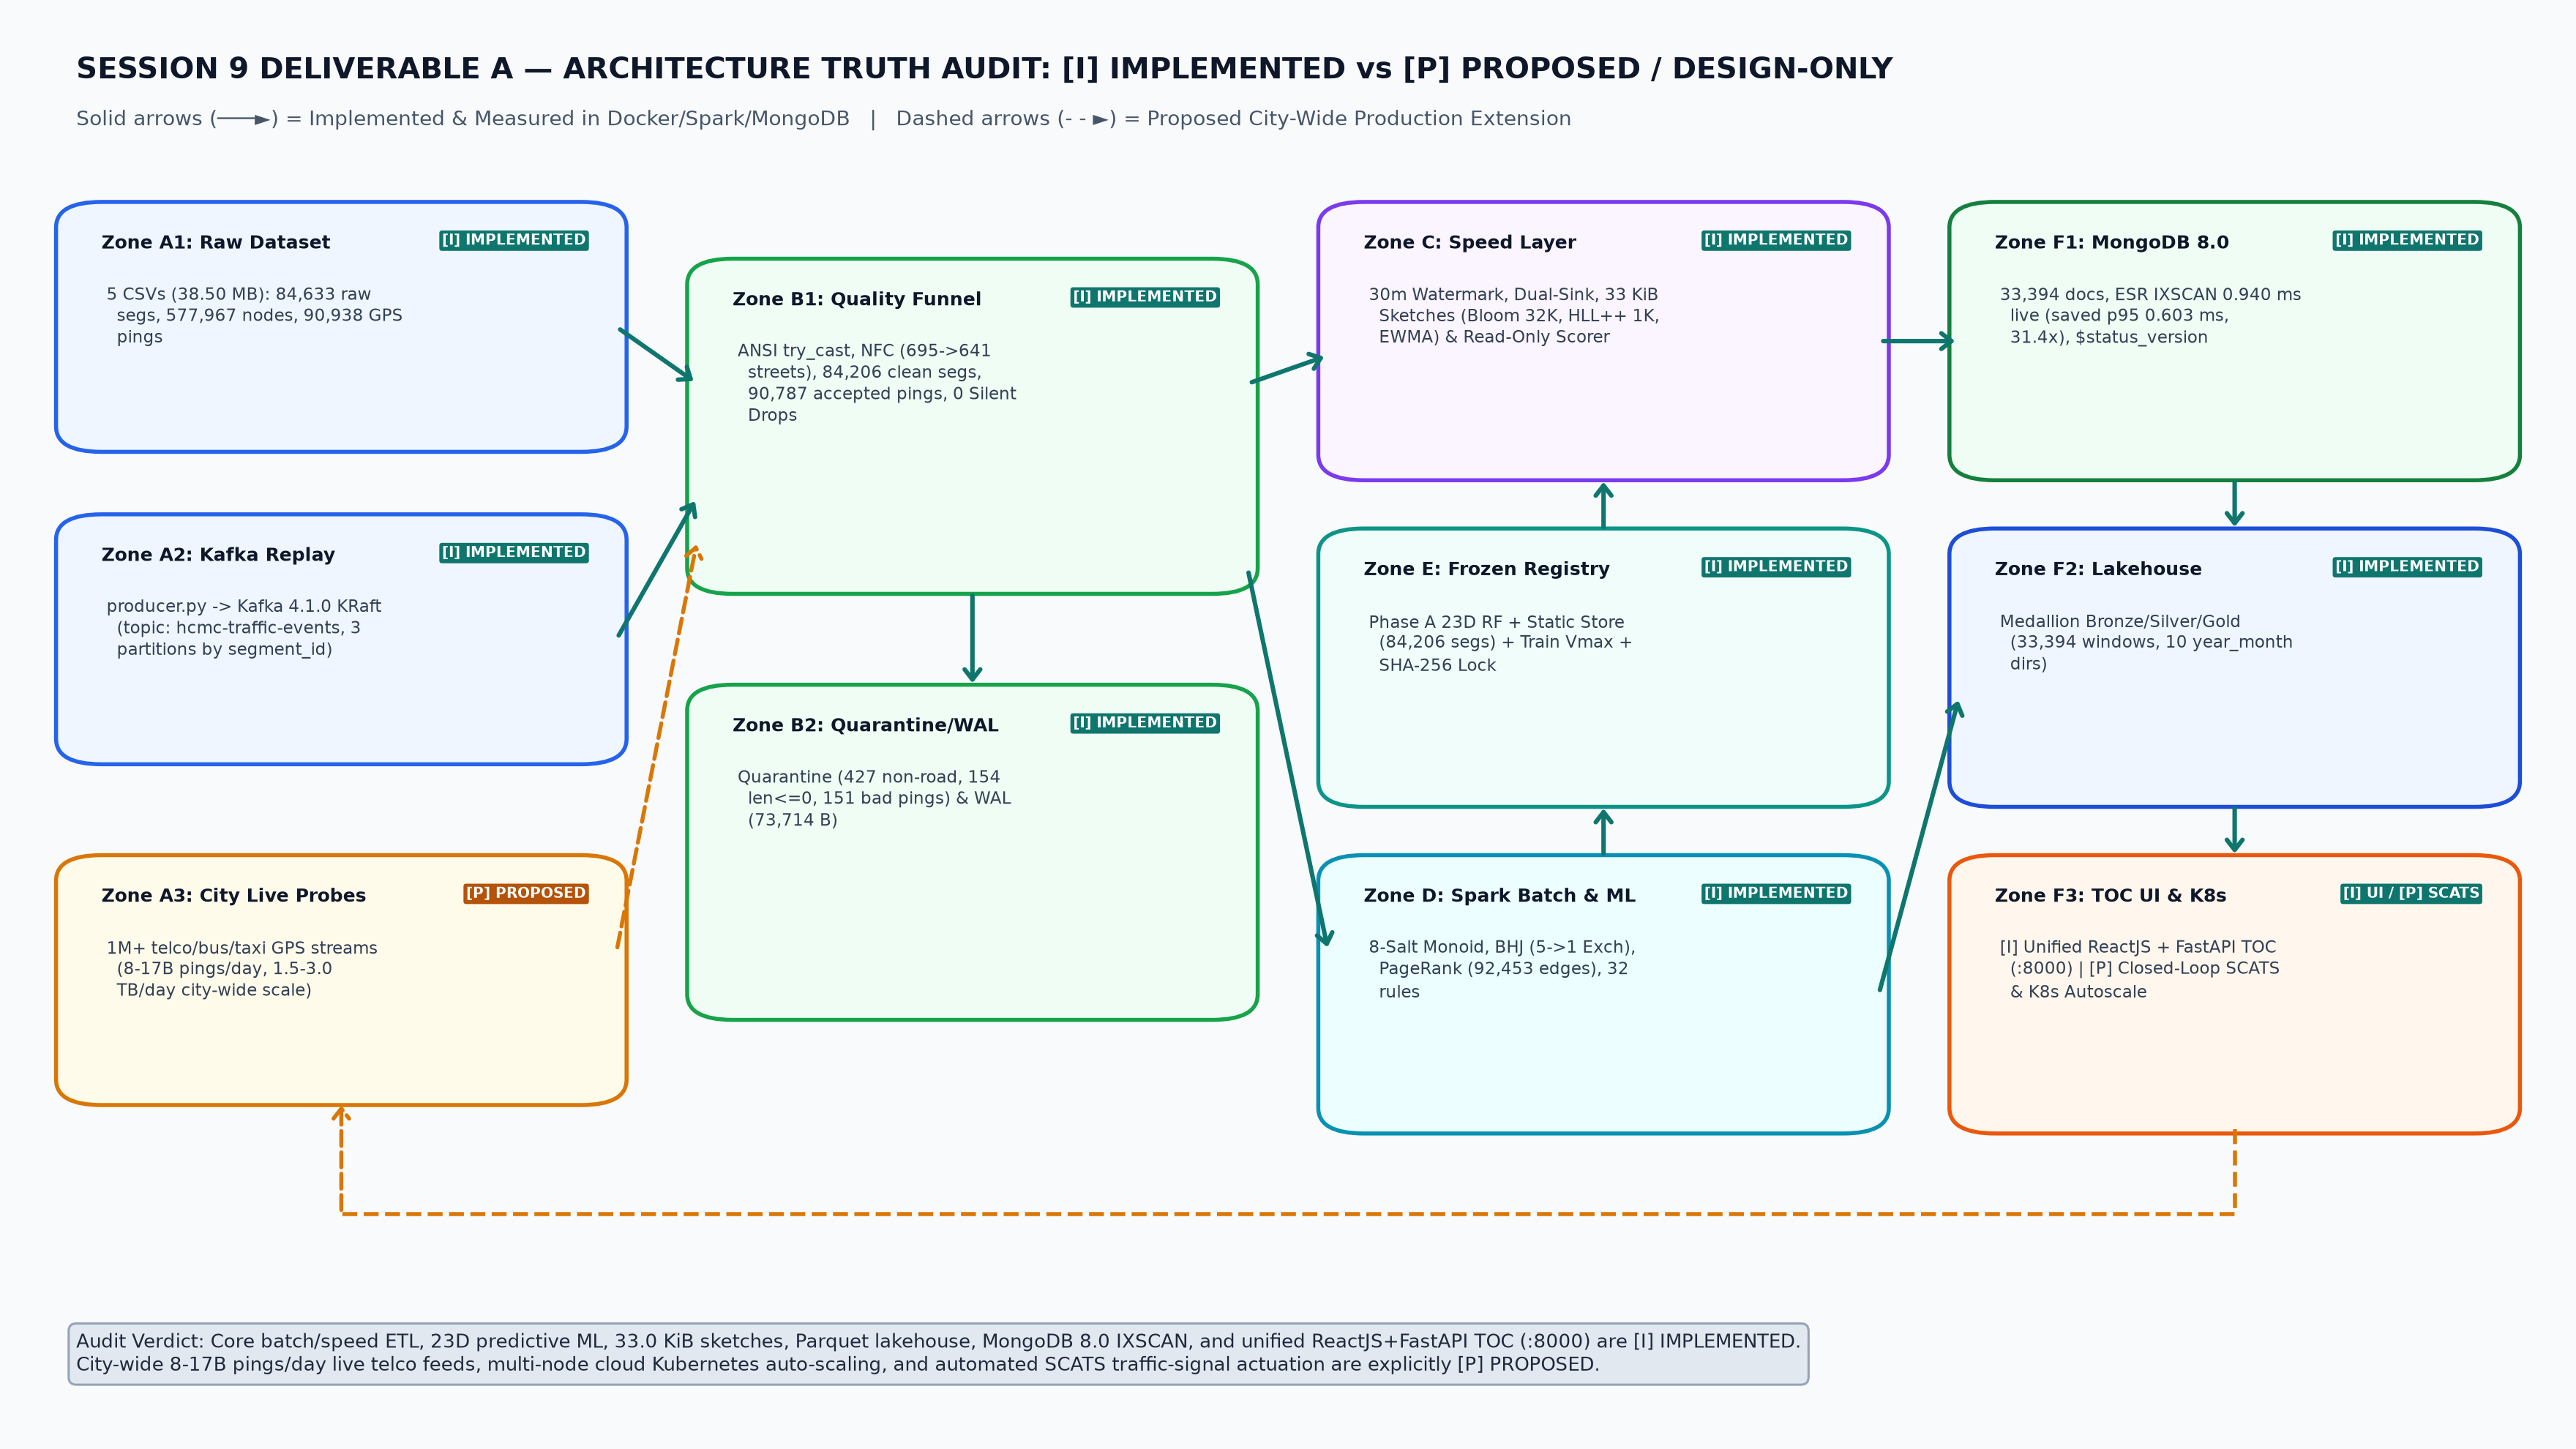 SESSION 9 DELIVERABLE A — ARCHITECTURE TRUTH AUDIT: [I] IMPLEMENTED vs [P] PROPOSED / DESIGN-ONLY
Solid arrows (──►) = Implemented & Measured in Docker/Spark/MongoDB | Dashed arrows (- - ►) = Proposed City-Wide Production Extension
Zone A1: Raw Dataset
[I] IMPLEMENTED
5 CSVs (38.50 MB): 84,633 raw
segs, 577,967 nodes, 90,938 GPS
pings
Zone A2: Kafka Replay
[I] IMPLEMENTED
producer.py -> Kafka 4.1.0 KRaft
(topic: hcmc-traffic-events, 3
partitions by segment_id)
Zone A3: City Live Probes
[P] PROPOSED
1M+ telco/bus/taxi GPS streams
(8-17B pings/day, 1.5-3.0
TB/day city-wide scale)
Zone B1: Quality Funnel
[I] IMPLEMENTED
ANSI try_cast, NFC (695->641
streets), 84,206 clean segs,
90,787 accepted pings, 0 Silent
Drops
Zone B2: Quarantine/WAL
[I] IMPLEMENTED
Quarantine (427 non-road, 154
len<=0, 151 bad pings) & WAL
(73,714 B)
Zone C: Speed Layer
[I] IMPLEMENTED
30m Watermark, Dual-Sink, 33 KiB
Sketches (Bloom 32K, HLL++ 1K,
EWMA) & Read-Only Scorer
Zone E: Frozen Registry
[I] IMPLEMENTED
Phase A 23D RF + Static Store
(84,206 segs) + Train Vmax +
SHA-256 Lock
Zone D: Spark Batch & ML
[I] IMPLEMENTED
8-Salt Monoid, BHJ (5->1 Exch),
PageRank (92,453 edges), 32
rules
Zone F1: MongoDB 8.0
[I] IMPLEMENTED
33,394 docs, ESR IXSCAN 0.940 ms
live (saved p95 0.603 ms,
31.4x), $status_version
Zone F2: Lakehouse
[I] IMPLEMENTED
Medallion Bronze/Silver/Gold
(33,394 windows, 10 year_month
dirs)
Zone F3: TOC UI & K8s
[I] UI / [P] SCATS
[I] Unified ReactJS + FastAPI TOC
(:8000) | [P] Closed-Loop SCATS
& K8s Autoscale
Audit Verdict: Core batch/speed ETL, 23D predictive ML, 33.0 KiB sketches, Parquet lakehouse, MongoDB 8.0 IXSCAN, and unified ReactJS+FastAPI TOC (:8000) are [I] IMPLEMENTED.
City-wide 8-17B pings/day live telco feeds, multi-node cloud Kubernetes auto-scaling, and automated SCATS traffic-signal actuation are explicitly [P] PROPOSED.